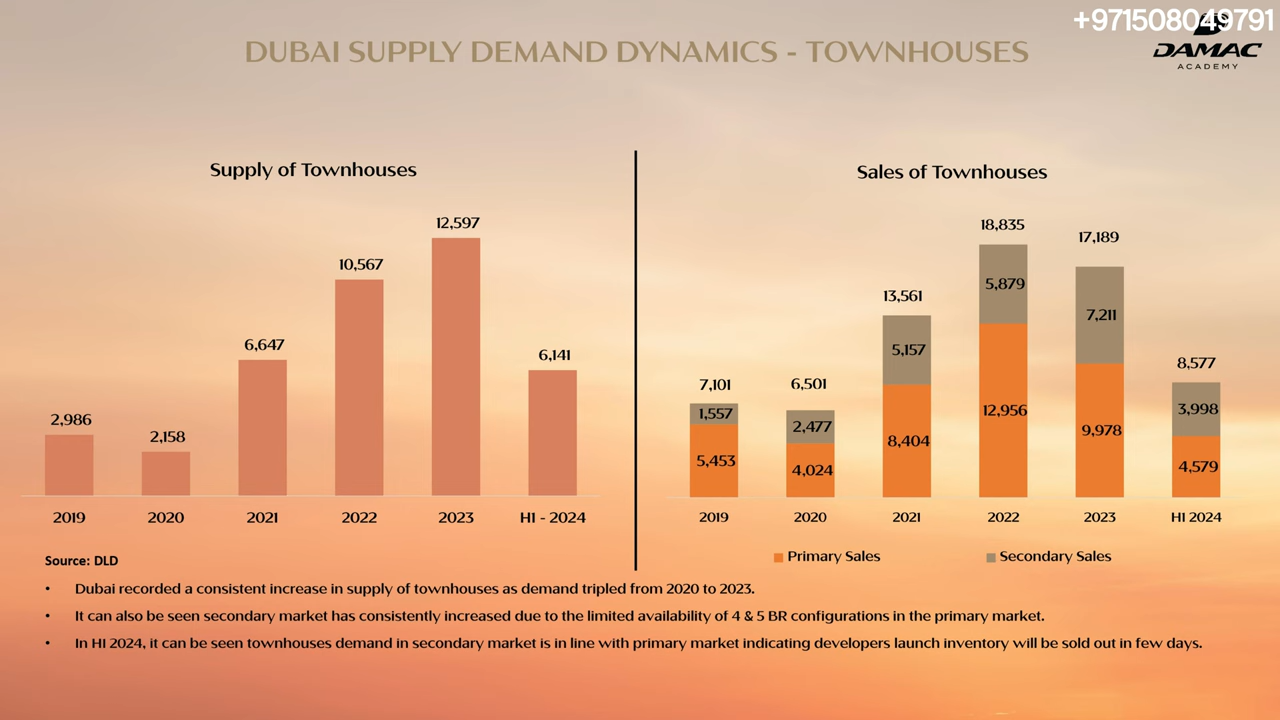 +971508049791
DAMAC
ACADEMY
DUBAI SUPPLY DEMAND DYNAMICS - TOWNHOUSES
Supply of Townhouses
12,597
10,567
6,647
6,141
2,986
2,158
2019 2020 2021 2022 2023 H1 - 2024
Sales of Townhouses
18,835
17,189
13,561
8,577
7,101
6,501
5,879
7,211
5,157
3,998
1,557
2,477
12,956
9,978
8,404
5,453
4,024
4,579
2019 2020 2021 2022 2023 H1 2024
Primary Sales Secondary Sales
Source: DLD
• Dubai recorded a consistent increase in supply of townhouses as demand tripled from 2020 to 2023.
• It can also be seen secondary market has consistently increased due to the limited availability of 4 & 5 BR configurations in the primary market.
• In H1 2024, it can be seen townhouses demand in secondary market is in line with primary market indicating developers launch inventory will be sold out in few days.